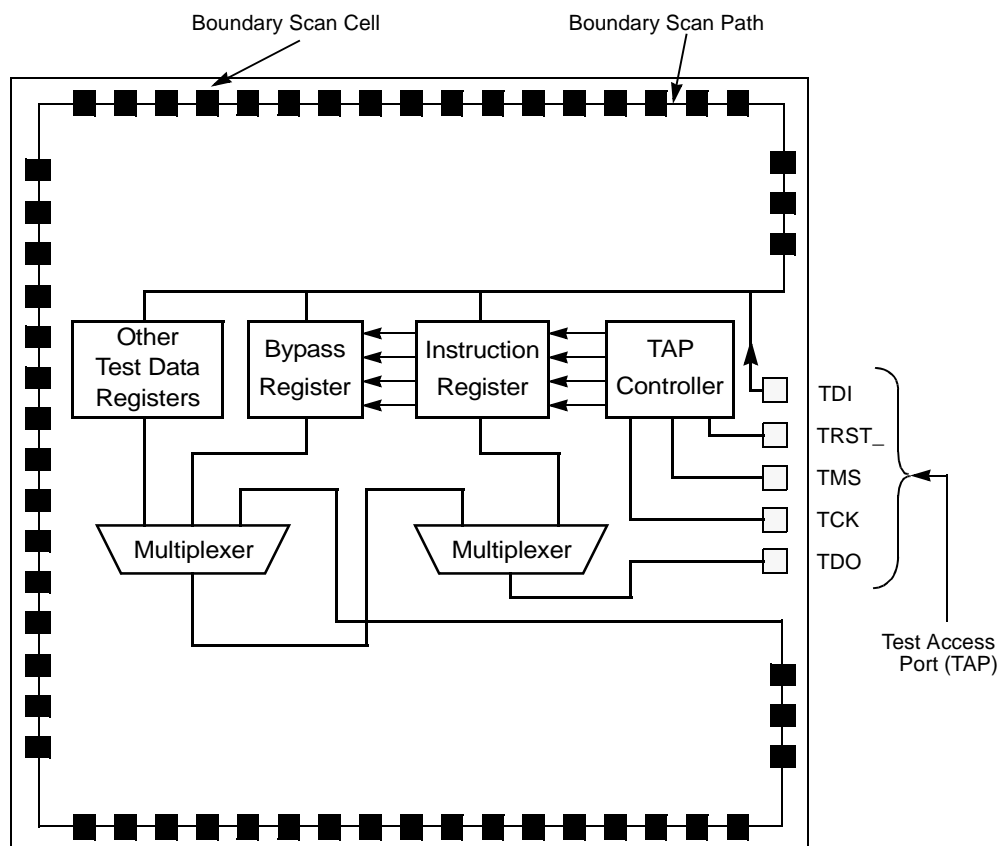 Boundary Scan Cell
Boundary Scan Path
Other
Test Data
Registers
Bypass
Register
Instruction
Register
TAP
Controller
TDI
TRST_
TMS
TCK
TDO
Multiplexer
Multiplexer
Test Access
Port (TAP)